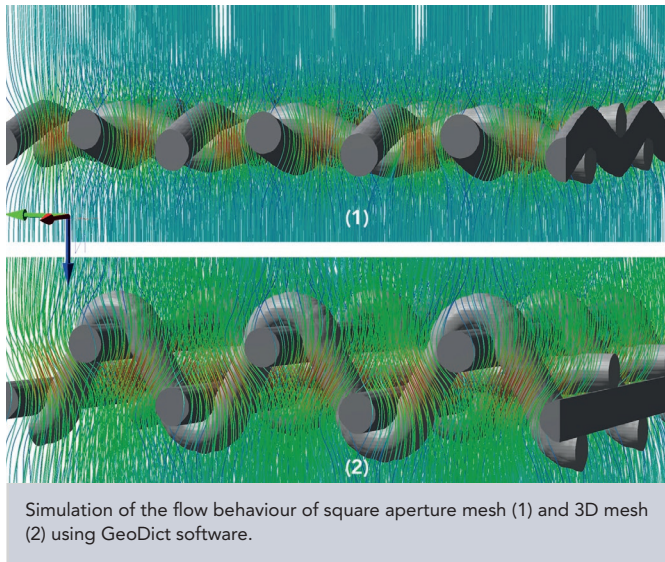 (1)
(2)
Simulation of the flow behaviour of square aperture mesh (1) and 3D mesh
(2) using GeoDict software.